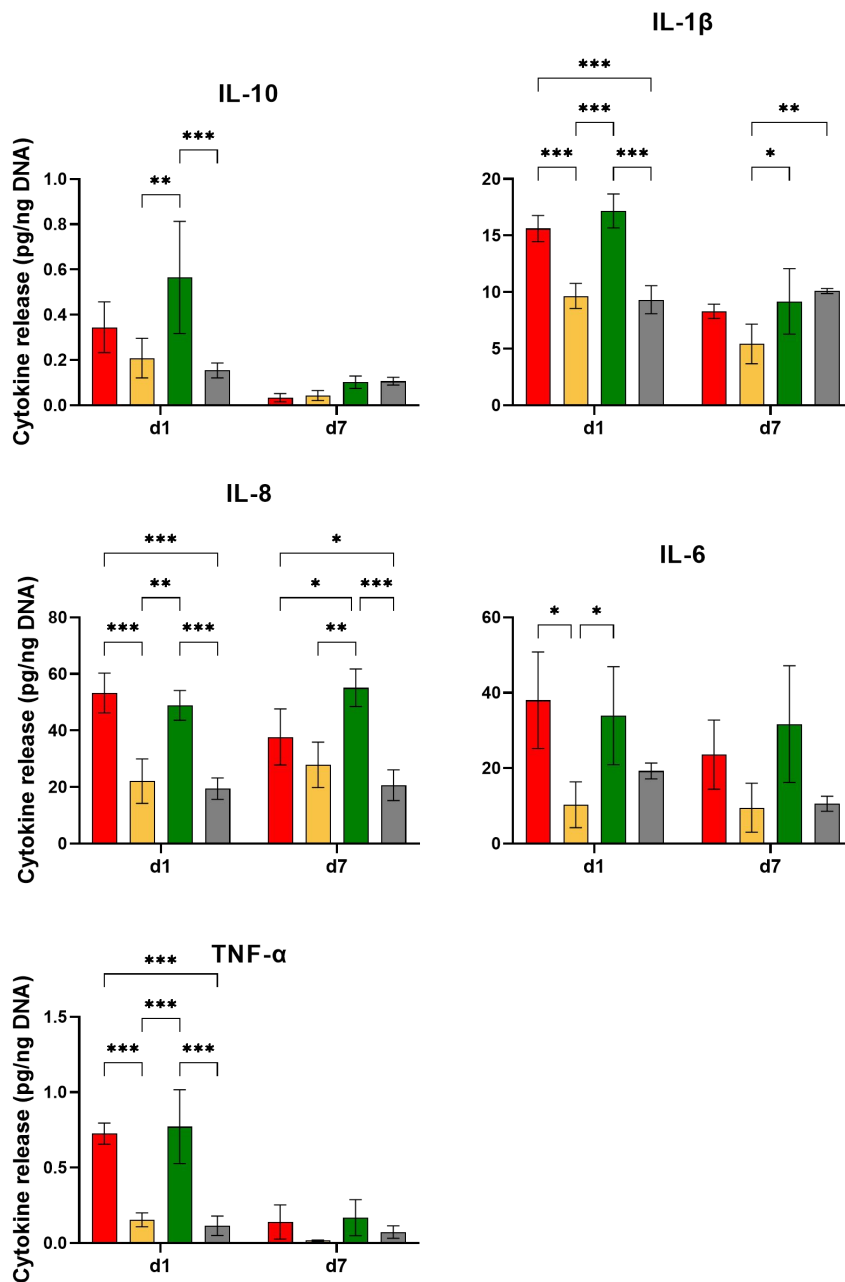 IL-10
Cytokine release (pg/ng DNA)
***
**
1.0
0.8
0.6
0.4
0.2
0.0
d1
d7
IL-1β
***
***
**
***
***
*
20
15
10
5
0
d1
d7
IL-8
Cytokine release (pg/ng DNA)
***
*
**
*
***
***
***
**
80
60
40
20
0
d1
d7
IL-6
*
*
60
40
20
0
d1
d7
TNF-α
Cytokine release (pg/ng DNA)
***
***
***
***
1.5
1.0
0.5
0.0
d1
d7